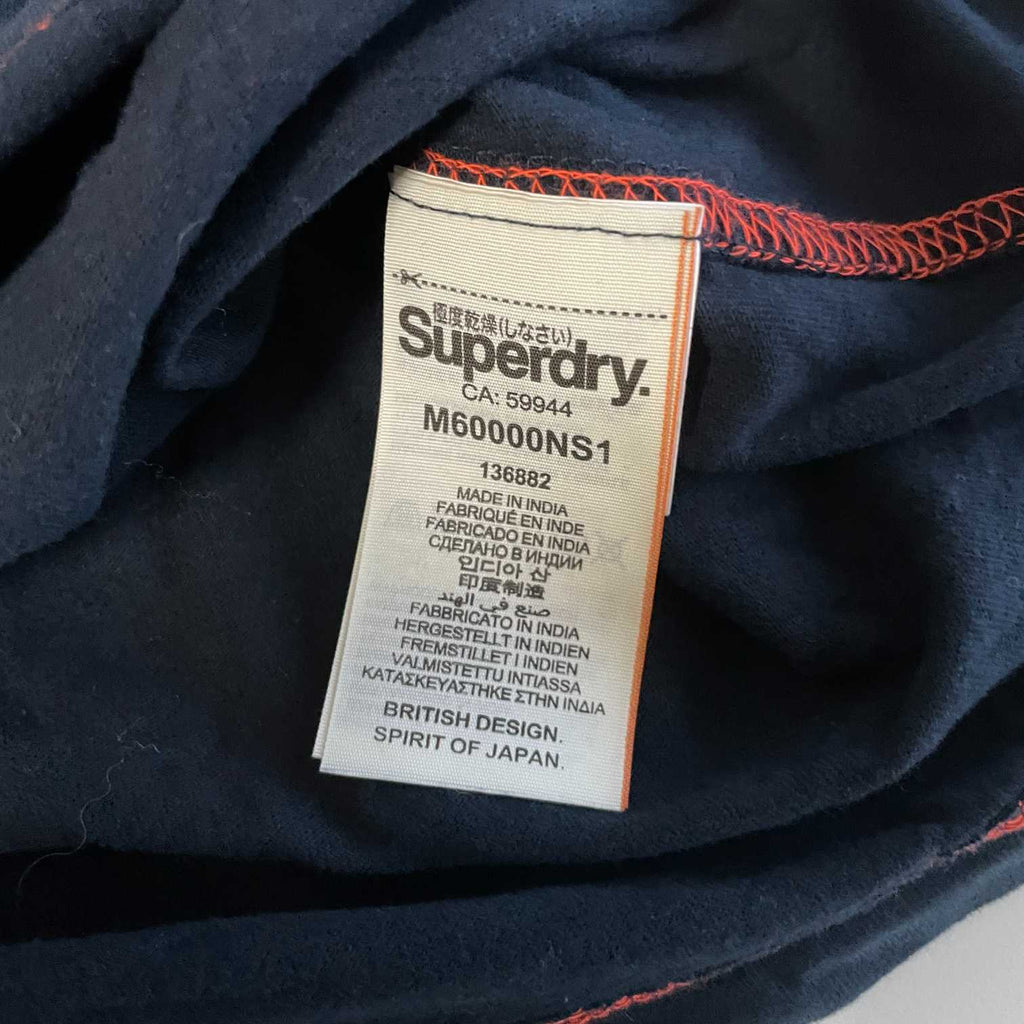 極度乾燥(しなさい)
Superdry.
CA: 59944
M60000NS1
136882
MADE IN INDIA
FABRIQUÉ EN INDE
FABRICADO EN INDIA
СДЕЛАНО В ИНДИИ
인디아 산
印度制造
صنع في الهند
FABBRICATO IN INDIA
HERGESTELLT IN INDIEN
FREMSTILLET I INDIEN
VALMISTETTU INTIASSA
ΚΑΤΑΣΚΕΥΑΣΤΗΚΕ ΣΤΗΝ ΙΝΔΙΑ
BRITISH DESIGN.
SPIRIT OF JAPAN.